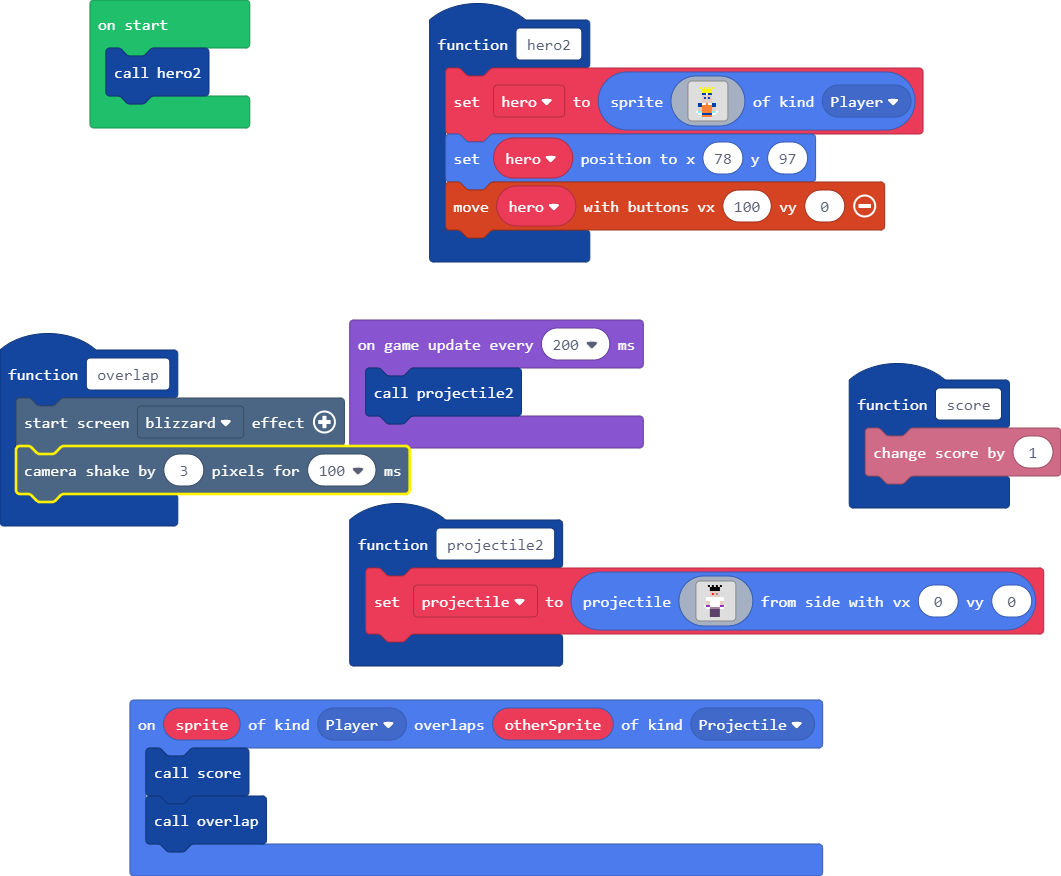 on start
call hero2
function hero2
set hero to sprite of kind Player
set hero position to x 78 y 97
move hero with buttons vx 100 vy 0
function overlap
start screen blizzard effect
camera shake by 3 pixels for 100 ms
on game update every 200 ms
call projectile2
function score
change score by 1
function projectile2
set projectile to projectile from side with vx 0 vy 0
on sprite of kind Player overlaps otherSprite of kind Projectile
call score
call overlap